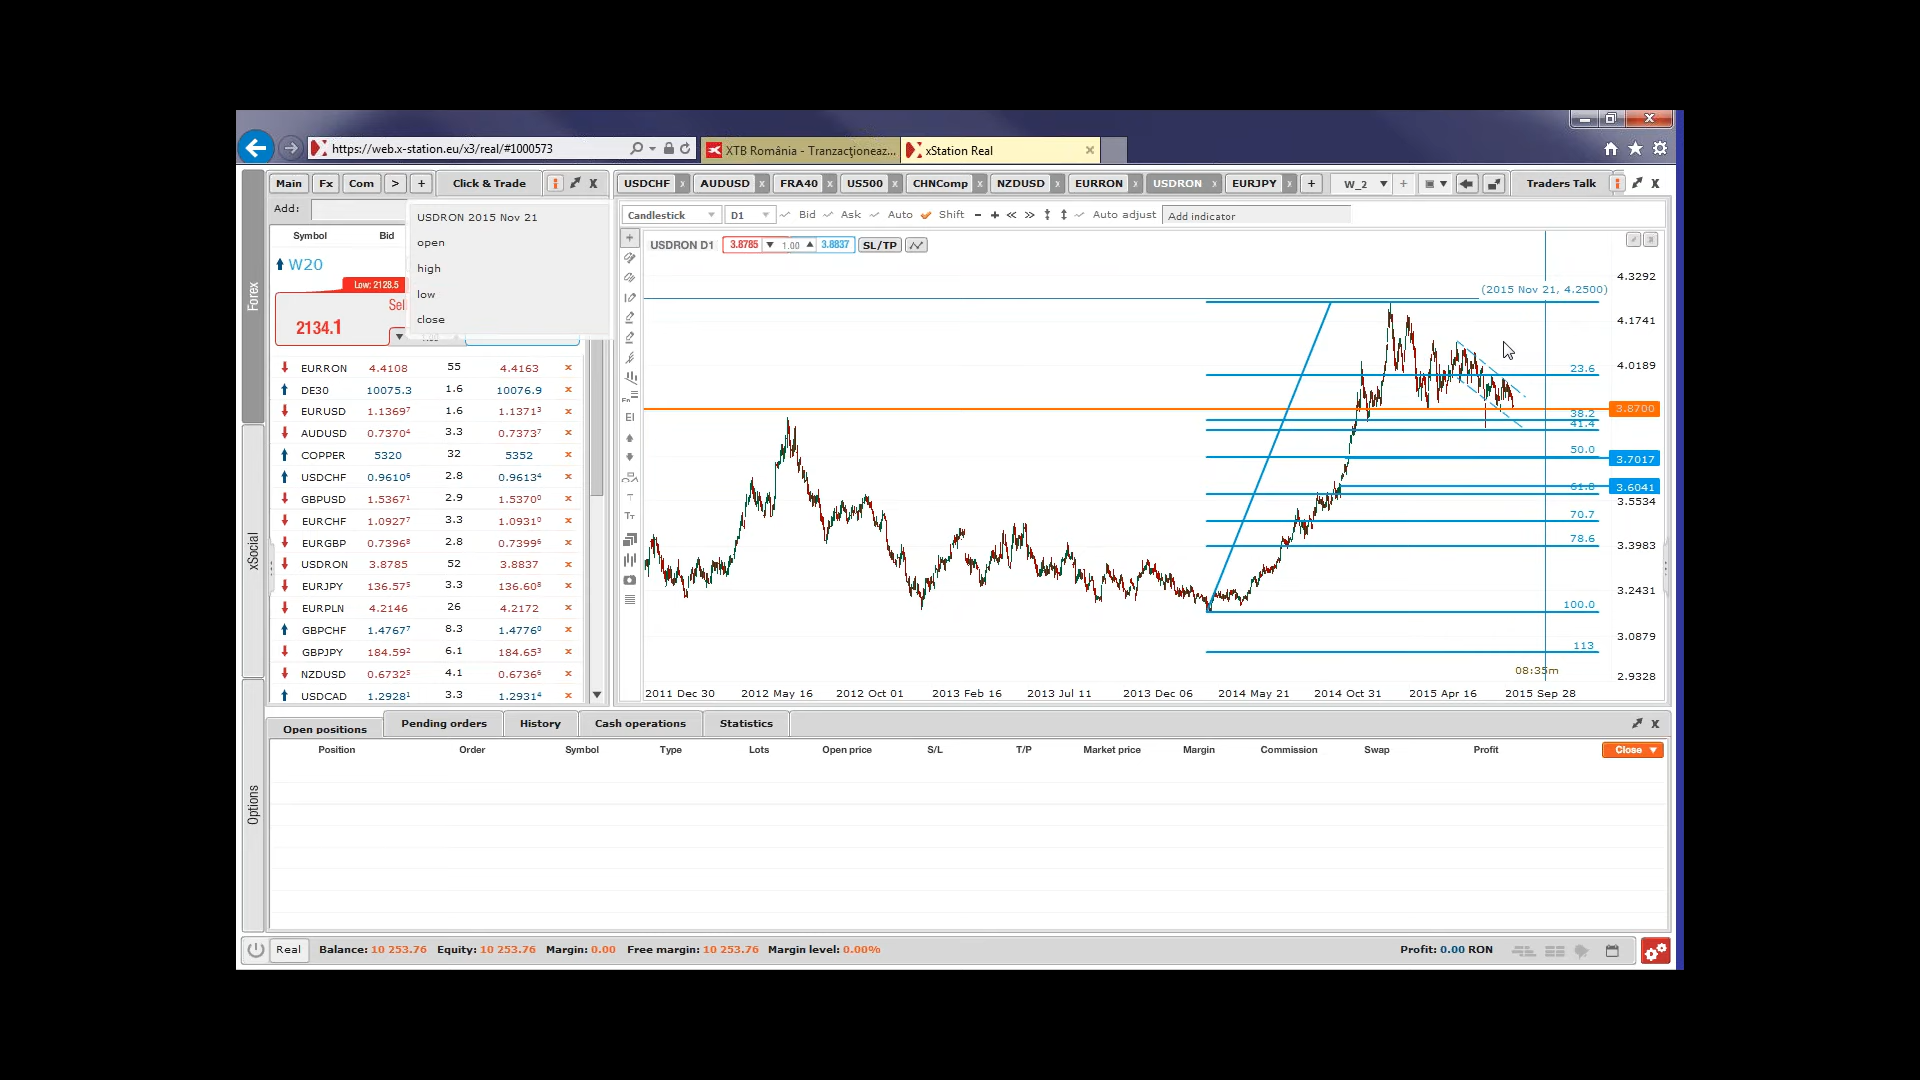 https://web.x-station.eu/x3/real/#1000573
XTB România - Tranzacţioneaz...
xStation Real
Main Fx Com > + Click & Trade
USDCHF x AUDUSD x FRA40 x US500 x CHNComp x NZDUSD x EURRON x USDRON x EURJPY x + W_2 Traders Talk
Add:
USDRON 2015 Nov 21
open
high
low
close
Candlestick D1 Bid Ask Auto Shift Auto adjust Add indicator
Symbol Bid
USDRON D1 3.8785 1.00 3.8837 SL/TP
W20
Low: 2128.5
2134.1
Forex
xSocial
Options
EURRON 4.4108 55 4.4163 x
DE30 10075.3 1.6 10076.9 x
EURUSD 1.1369⁷ 1.6 1.1371³ x
AUDUSD 0.7370⁴ 3.3 0.7373⁷ x
COPPER 5320 32 5352 x
USDCHF 0.9610⁶ 2.8 0.9613⁴ x
GBPUSD 1.5367¹ 2.9 1.5370⁰ x
EURCHF 1.0927⁷ 3.3 1.0931⁰ x
EURGBP 0.7396⁸ 2.8 0.7399⁶ x
USDRON 3.8785 52 3.8837 x
EURJPY 136.57⁵ 3.3 136.60⁸ x
EURPLN 4.2146 26 4.2172 x
GBPCHF 1.4767⁷ 8.3 1.4776⁰ x
GBPJPY 184.59² 6.1 184.65³ x
NZDUSD 0.6732⁵ 4.1 0.6736⁶ x
USDCAD 1.2928¹ 3.3 1.2931⁴ x
(2015 Nov 21, 4.2500)
23.6
38.2
41.4
50.0
61.8
70.7
78.6
100.0
113
08:35m
4.3292
4.1741
4.0189
3.8700
3.7017
3.6041
3.5534
3.3983
3.2431
3.0879
2.9328
2011 Dec 30 2012 May 16 2012 Oct 01 2013 Feb 16 2013 Jul 11 2013 Dec 06 2014 May 21 2014 Oct 31 2015 Apr 16 2015 Sep 28
Open positions Pending orders History Cash operations Statistics
Position Order Symbol Type Lots Open price S/L T/P Market price Margin Commission Swap Profit Close
Real Balance: 10 253.76 Equity: 10 253.76 Margin: 0.00 Free margin: 10 253.76 Margin level: 0.00% Profit: 0.00 RON